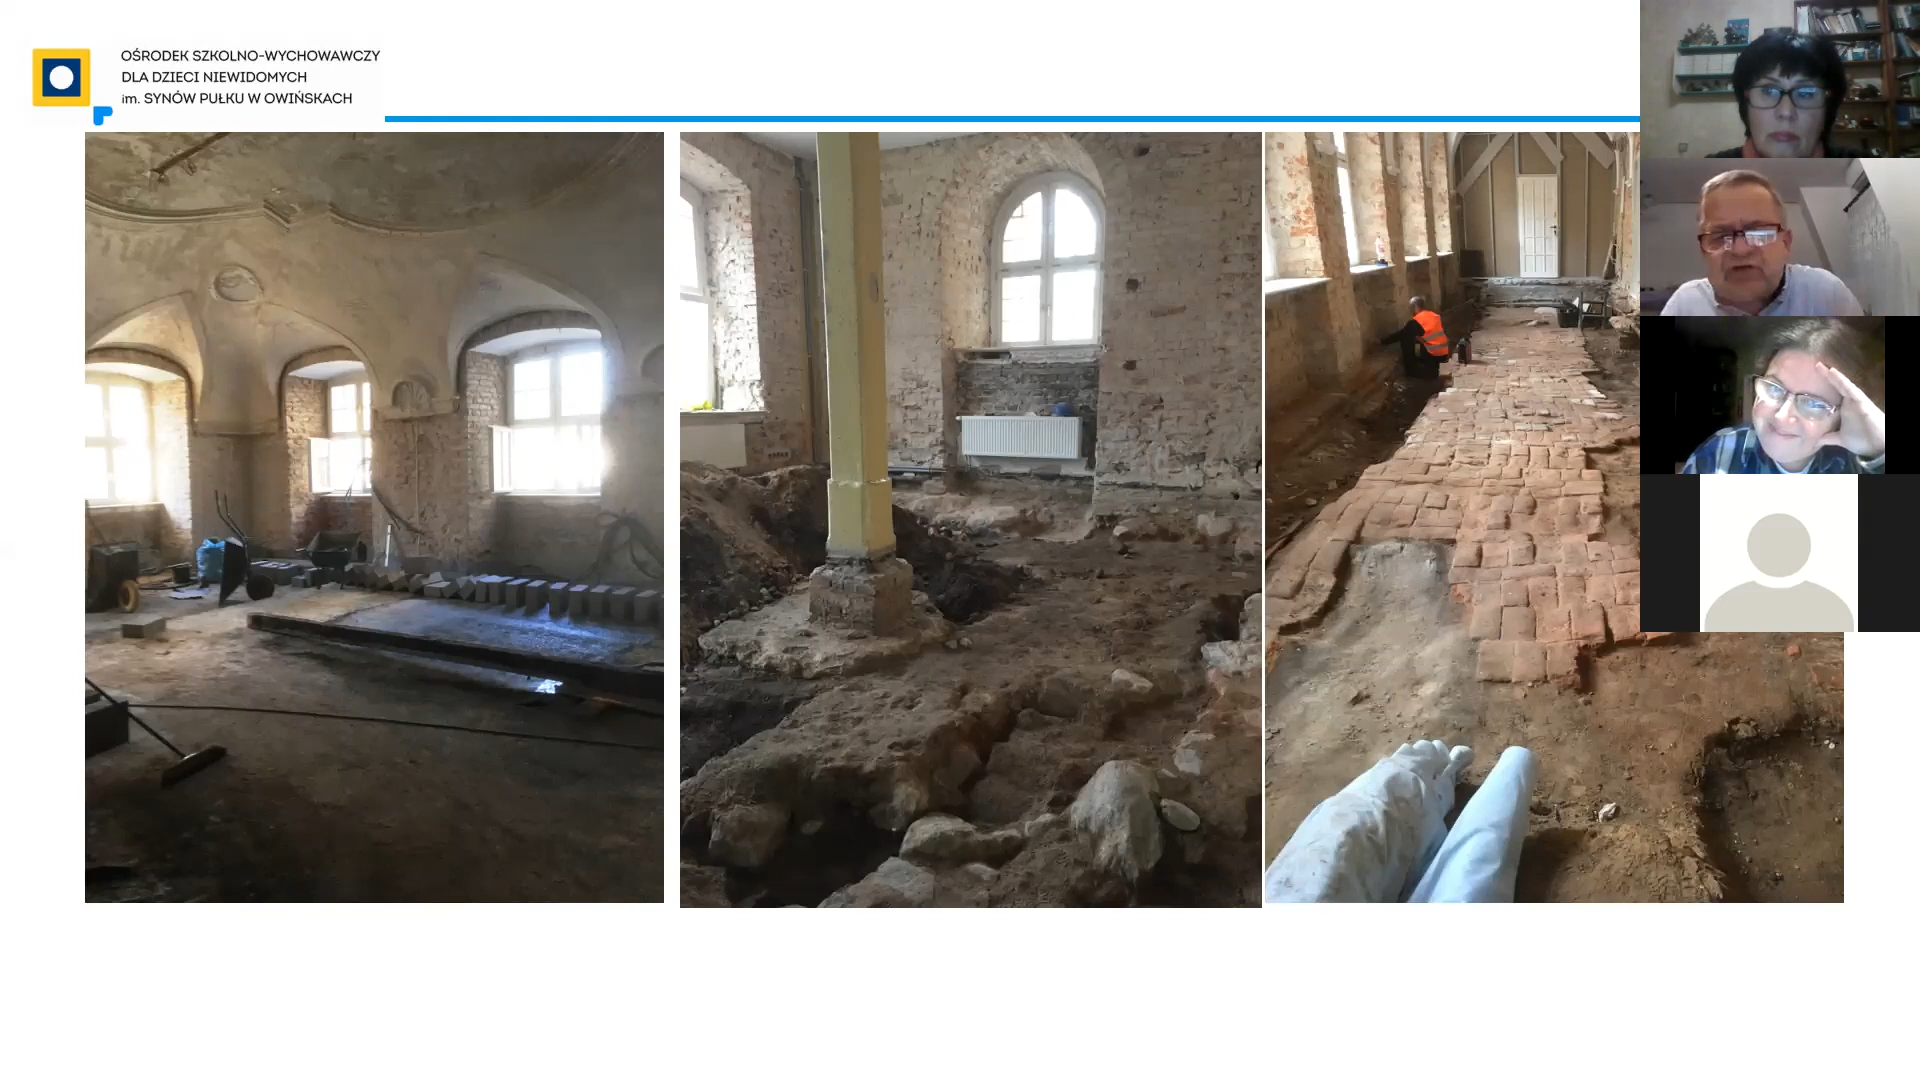 OŚRODEK SZKOLNO-WYCHOWAWCZY
DLA DZIECI NIEWIDOMYCH
im. SYNÓW PUŁKU W OWIŃSKACH